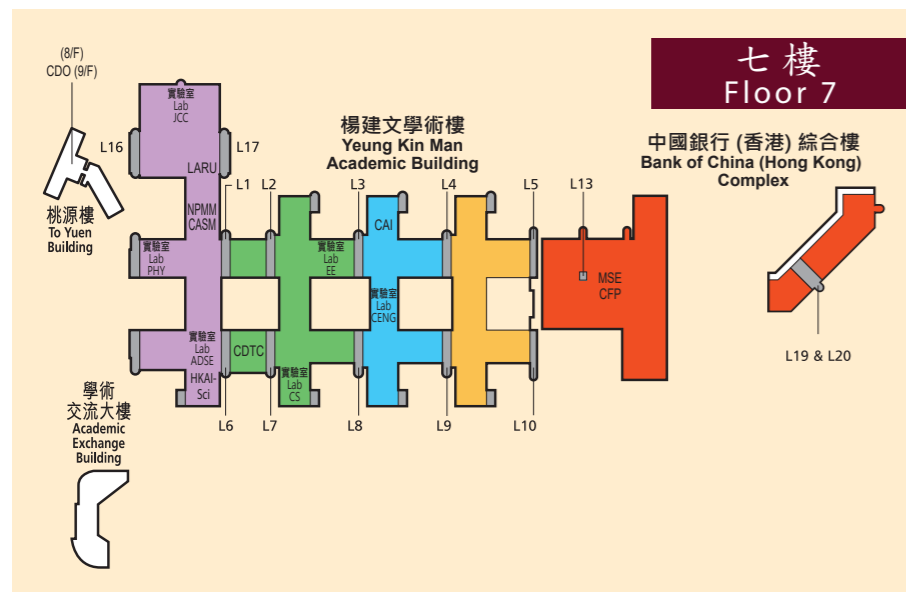 七樓
Floor 7
(8/F)
CDO (9/F)
實驗室
Lab
JCC
L16
L17
LARU
楊建文學術樓
Yeung Kin Man
Academic Building
中國銀行 (香港) 綜合樓
Bank of China (Hong Kong)
Complex
L1
L2
L3
L4
L5
L13
桃源樓
To Yuen
Building
NPMM
CASM
CAI
實驗室
Lab
PHY
實驗室
Lab
EE
MSE
CFP
實驗室
Lab
CENG
L19 & L20
實驗室
Lab
ADSE
CDTC
HKAI-
Sci
實驗室
Lab
CS
學術
交流大樓
Academic
Exchange
Building
L6
L7
L8
L9
L10